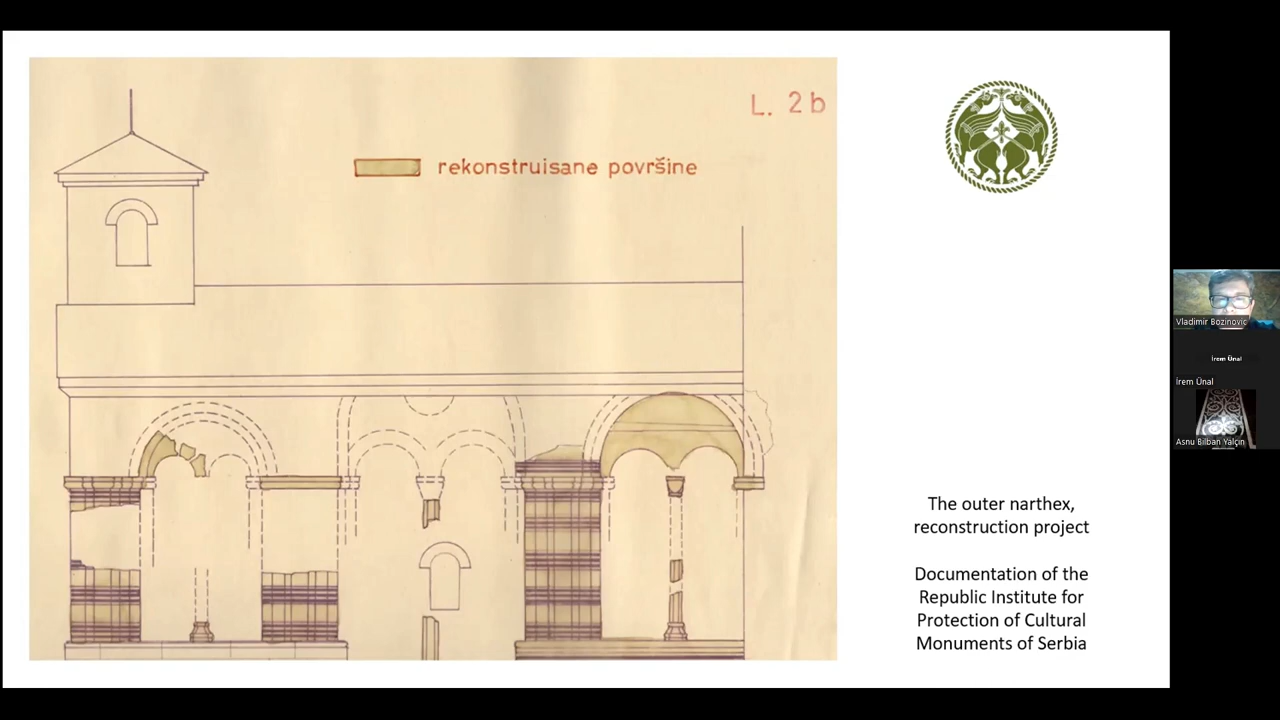 L. 2b
rekonstruisane površine
The outer narthex,
reconstruction project
Documentation of the
Republic Institute for
Protection of Cultural
Monuments of Serbia
Vladimir Bozinovic
İrem Ünal
İrem Ünal
Asnu Bilban Yalçın